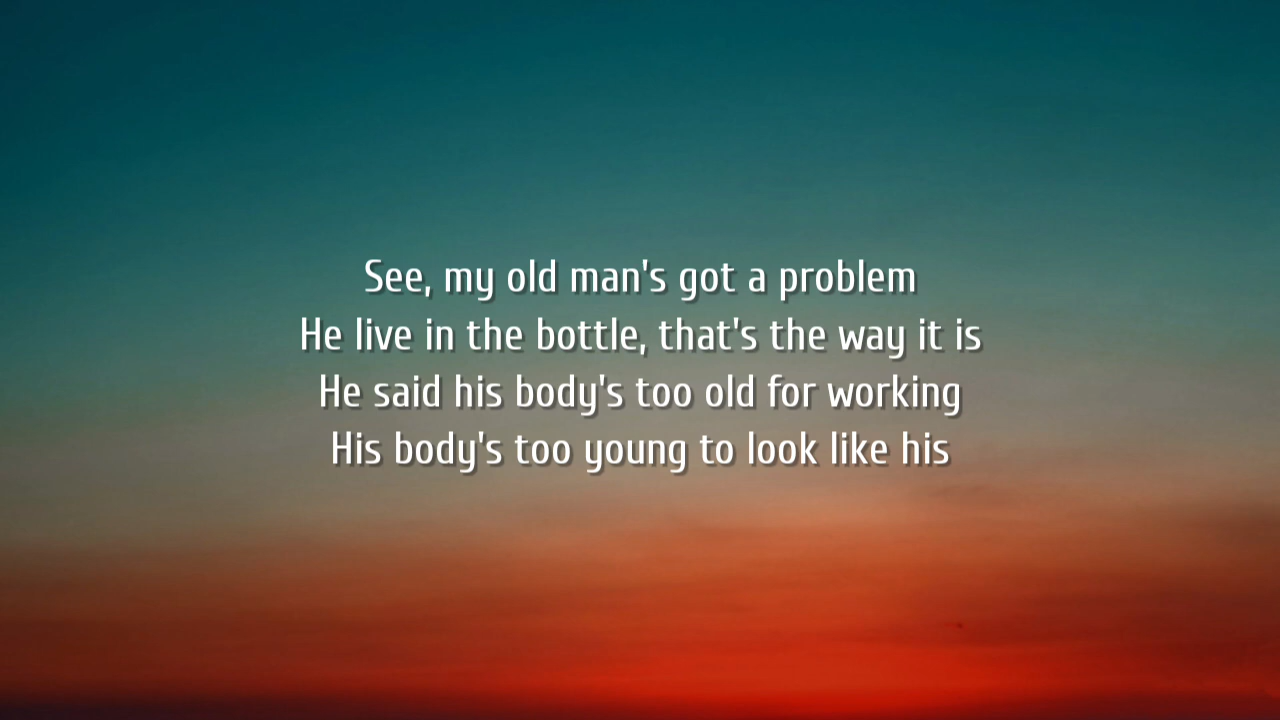 See, my old man's got a problem
He live in the bottle, that's the way it is
He said his body's too old for working
His body's too young to look like his